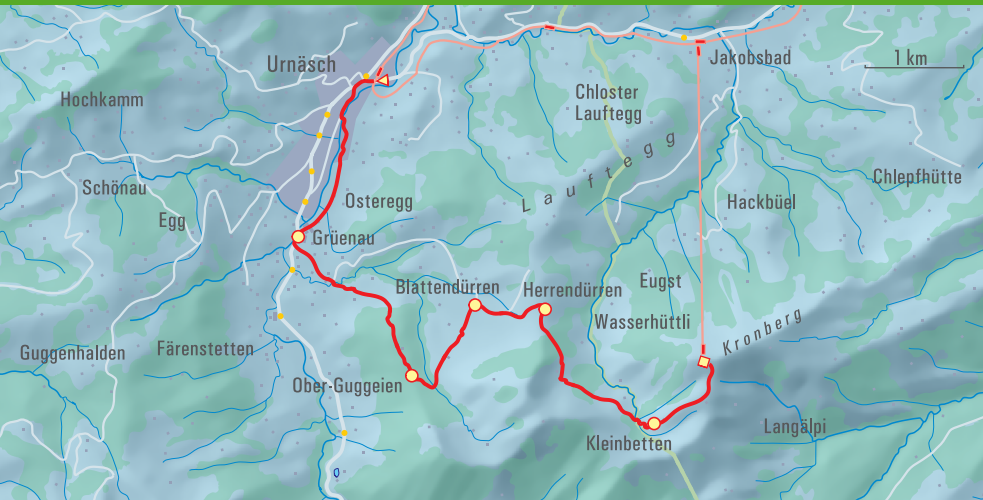 Urnäsch
Jakobsbad
1 km
Hochkamm
Chloster
Lauftegg
Lauftegg
Schönau
Chlepfhütte
Osteregg
Hackbüel
Egg
Grüenau
Eugst
Blattendürren
Herrendürren
Wasserhüttli
Kronberg
Guggenhalden
Färenstetten
Ober-Guggeien
Langälpi
Kleinbetten